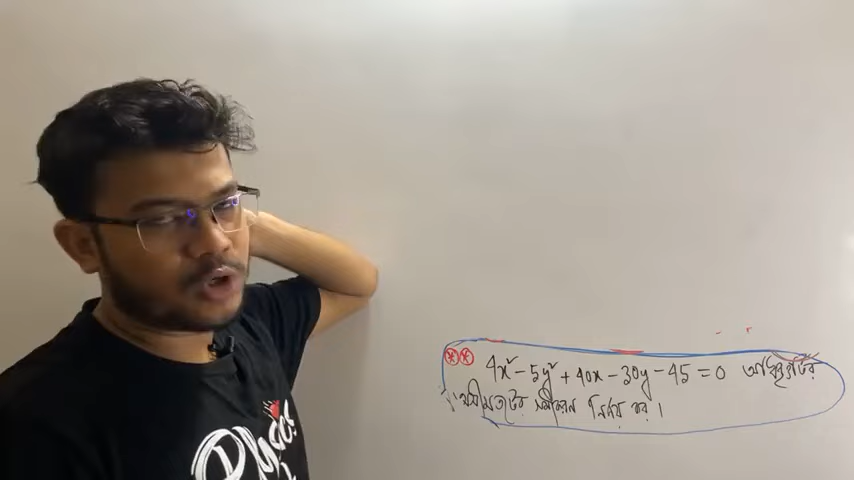 4x² - 5y² + 40x - 30y - 45 = 0 অধিবৃত্তটির
অসীমতটের সমীকরণ নির্ণয় কর।